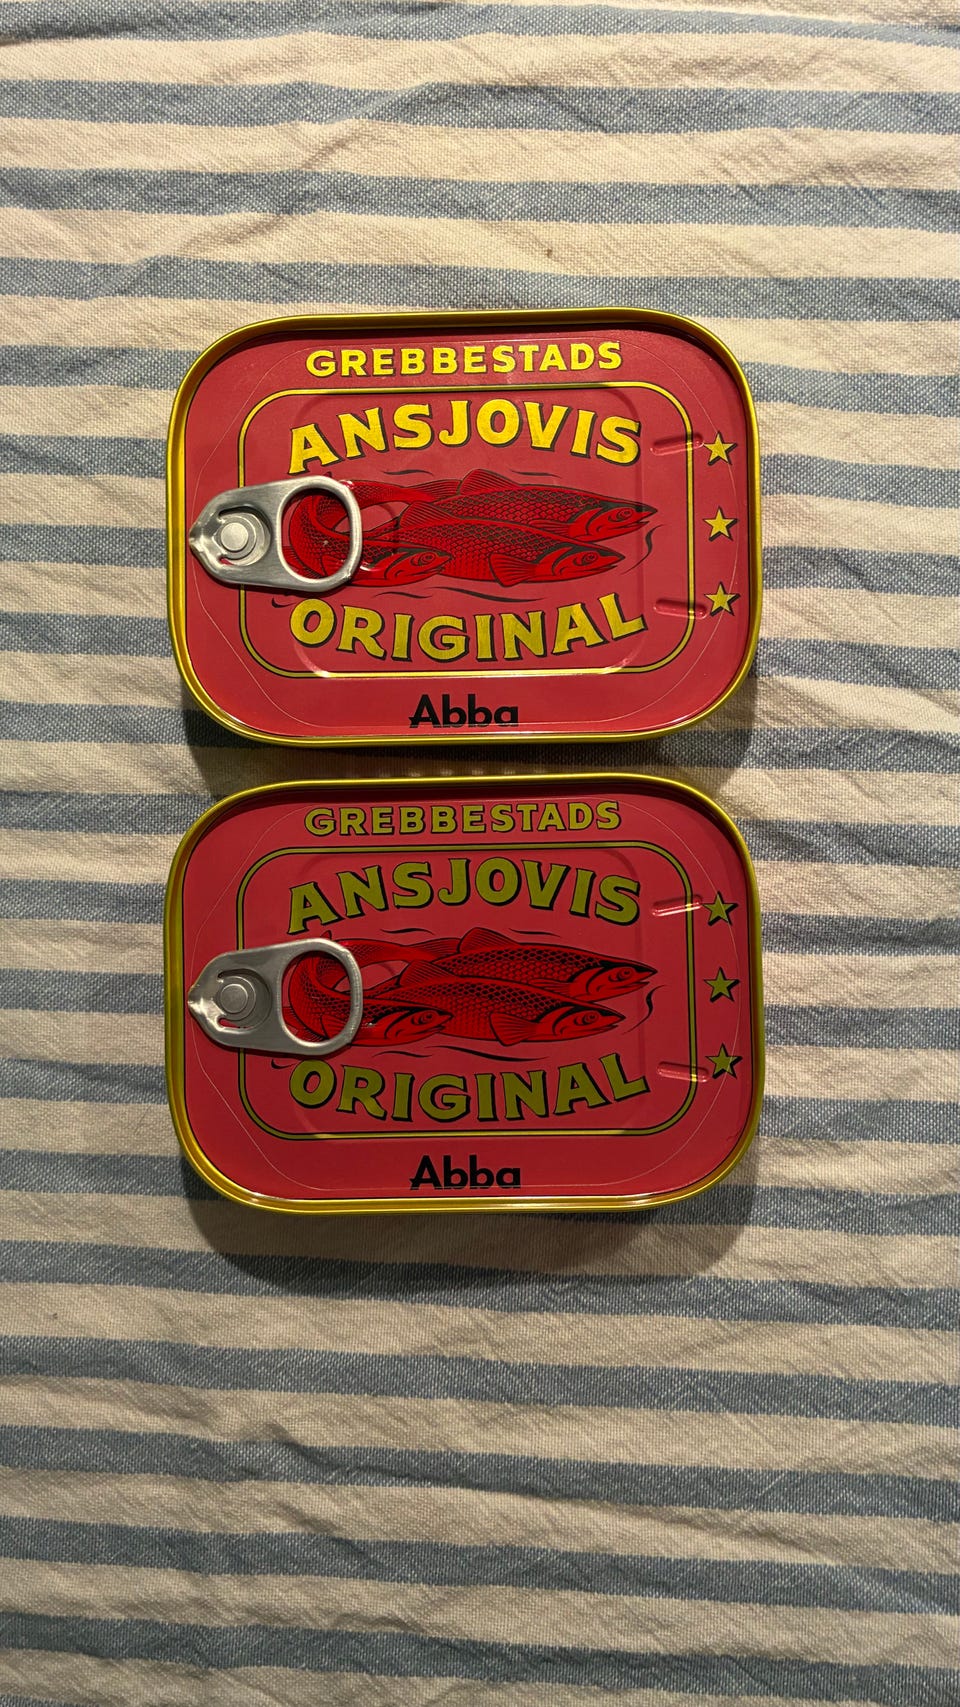 GREBBESTADS
ANSJOVIS
ORIGINAL
Abba
GREBBESTADS
ANSJOVIS
ORIGINAL
Abba